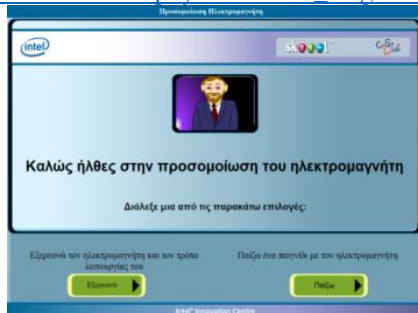 Προσομοίωση Ηλεκτρομαγνήτη
intel
skoool
Καλώς ήλθες στην προσομοίωση του ηλεκτρομαγνήτη
Διάλεξε μια από τις παρακάτω επιλογές:
Εξερευνώ τον ηλεκτρομαγνήτη και τον τρόπο
λειτουργίας του
Παίζω ένα παιχνίδι με τον ηλεκτρομαγνήτη
Εξερευνώ
Παίζω
Intel® Innovation Centre